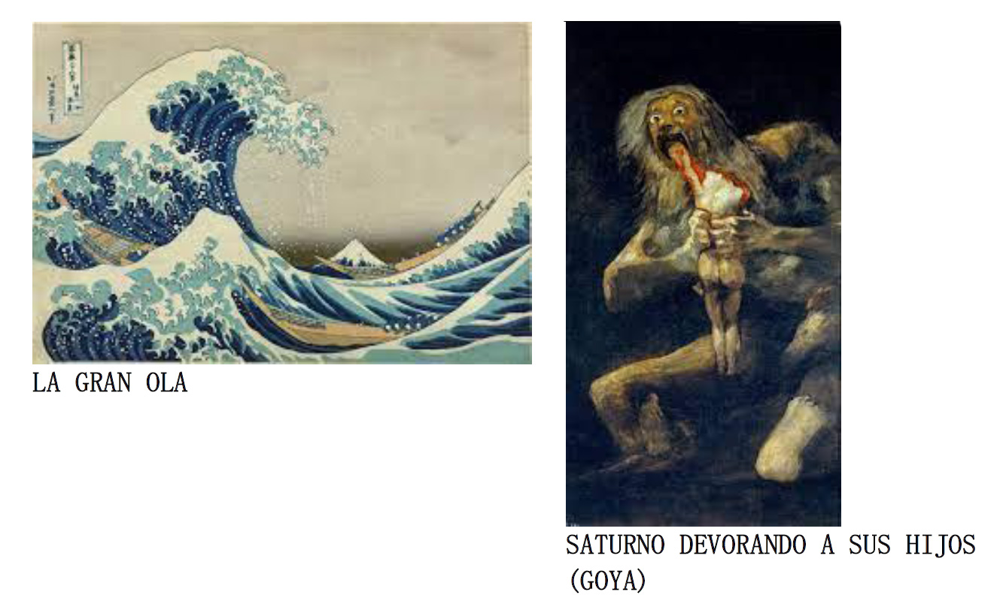 LA GRAN OLA
SATURNO DEVORANDO A SUS HIJOS
(GOYA)